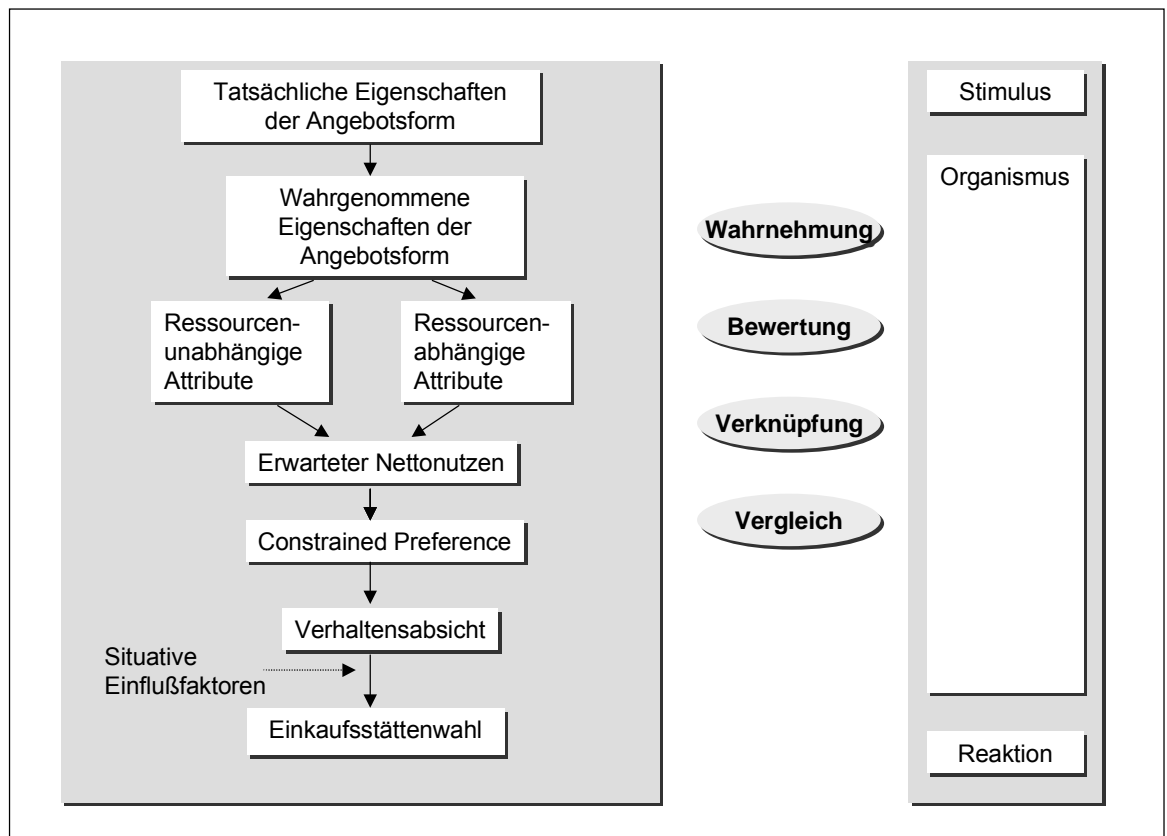 Tatsächliche Eigenschaften
der Angebotsform
Wahrgenommene
Eigenschaften der
Angebotsform
Ressourcen-
unabhängige
Attribute
Ressourcen-
abhängige
Attribute
Erwarteter Nettonutzen
Constrained Preference
Verhaltensabsicht
Situative
Einflußfaktoren
Einkaufsstättenwahl
Wahrnehmung
Bewertung
Verknüpfung
Vergleich
Stimulus
Organismus
Reaktion